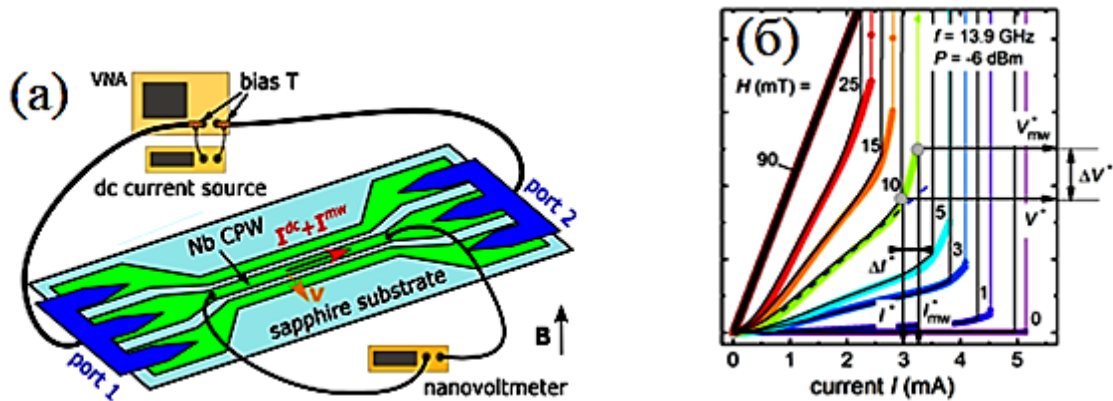 (а)
VNA
bias T
dc current source
port 2
Nb CPW
I^dc+I^mw
v
sapphire substrate
port 1
B
nanovoltmeter
(б)
f = 13.9 GHz
P = -6 dBm
H (mT) =
25
15
90
10
5
3
1
0
V*mw
ΔV*
V*
ΔI*
I*
I*mw
0 1 2 3 4 5
current I (mA)